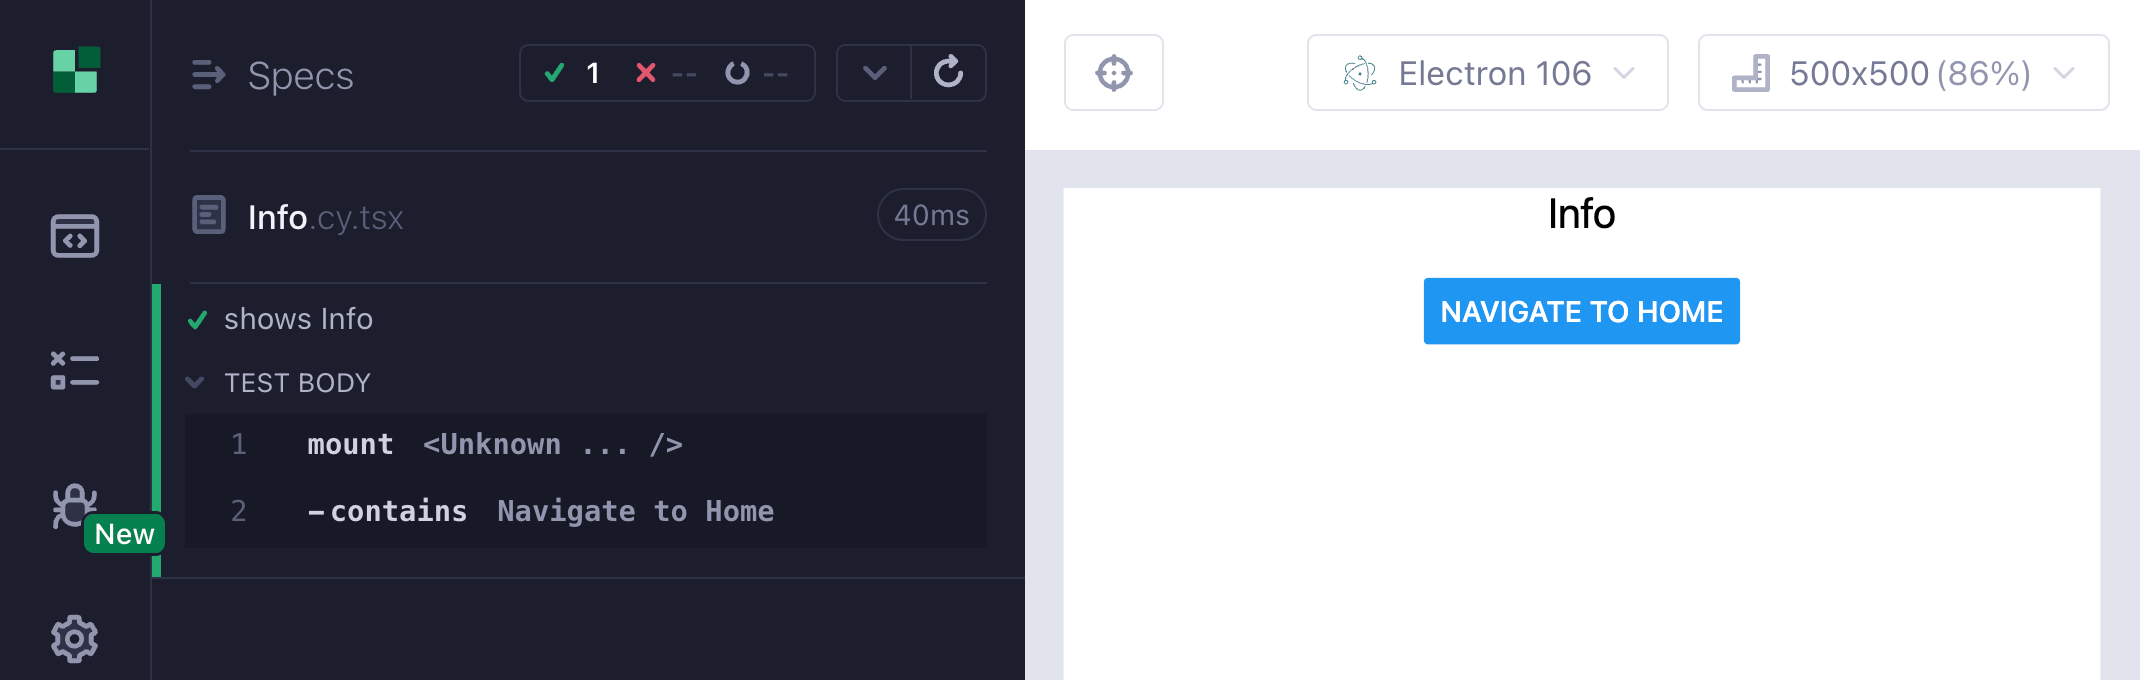 Specs 1 -- --
Info.cy.tsx 40ms
shows Info
TEST BODY
1 mount <Unknown ... />
2 -contains Navigate to Home
New
Electron 106 500x500 (86%)
Info
NAVIGATE TO HOME